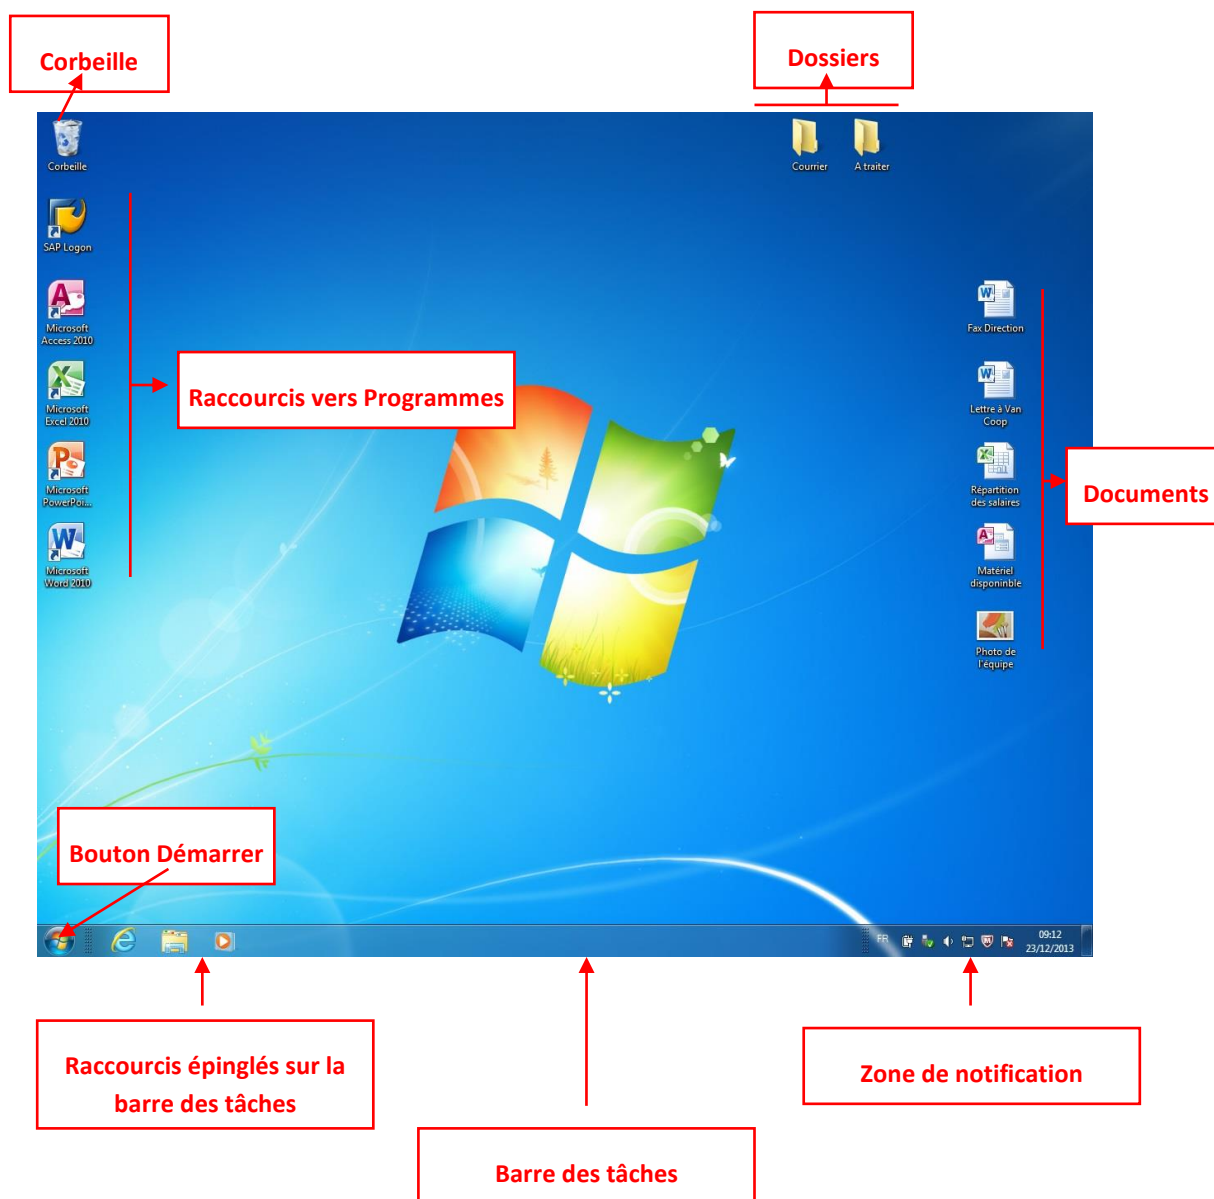 Corbeille
Dossiers
Corbeille
Courrier
A traiter
SAP Logon
Microsoft
Access 2010
Fax Direction
Raccourcis vers Programmes
Microsoft
Excel 2010
Lettre à Van
Coop
Microsoft
PowerPoi...
Répartition
des salaires
Documents
Microsoft
Word 2010
Matériel
disponinble
Photo de
l'équipe
Bouton Démarrer
FR
09:12
23/12/2013
Raccourcis épinglés sur la
barre des tâches
Zone de notification
Barre des tâches